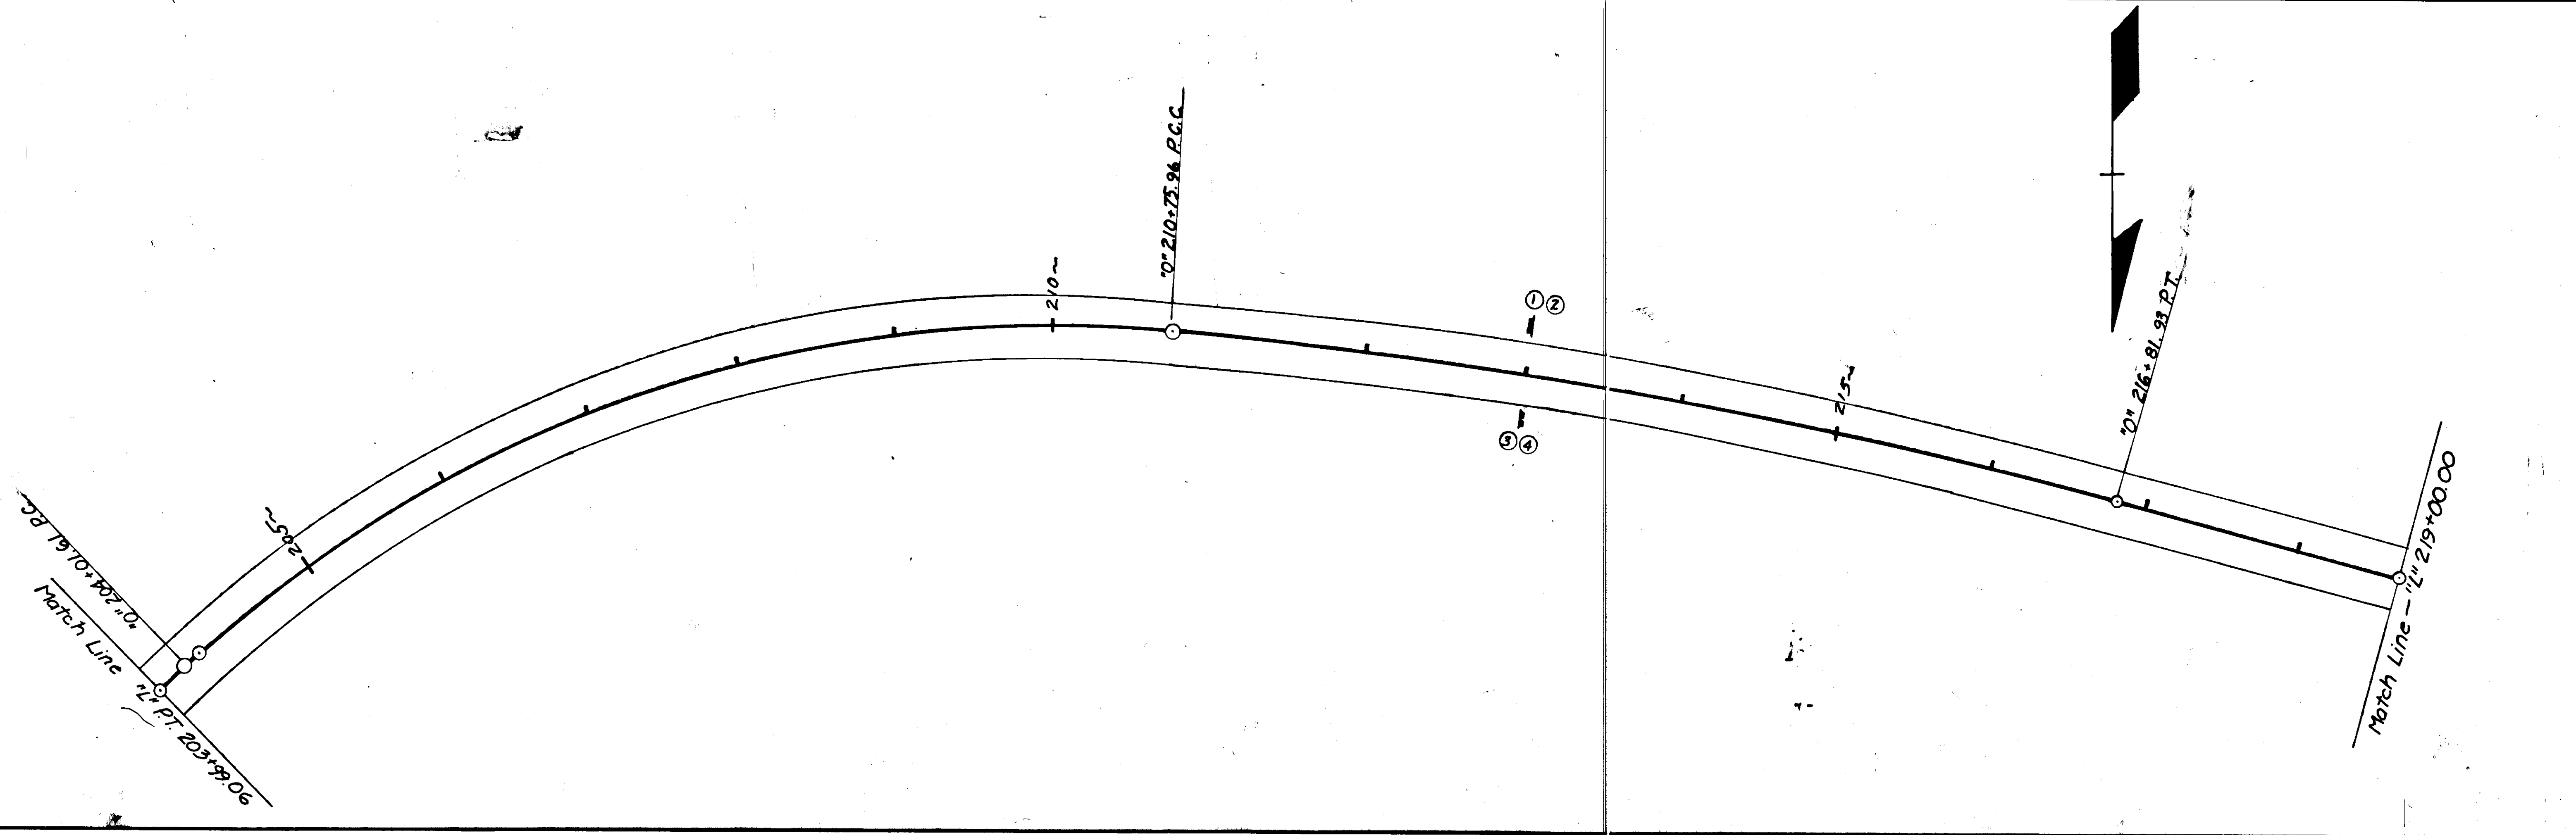 "O" 204+01.61 P.C.
Match Line
"L" P.T. 203+99.06
205~
210~
"O" 210+75.96 P.C.C.
① ②
③ ④
215~
"O" 216+81.93 P.T.
Match Line - "L" 219+00.00